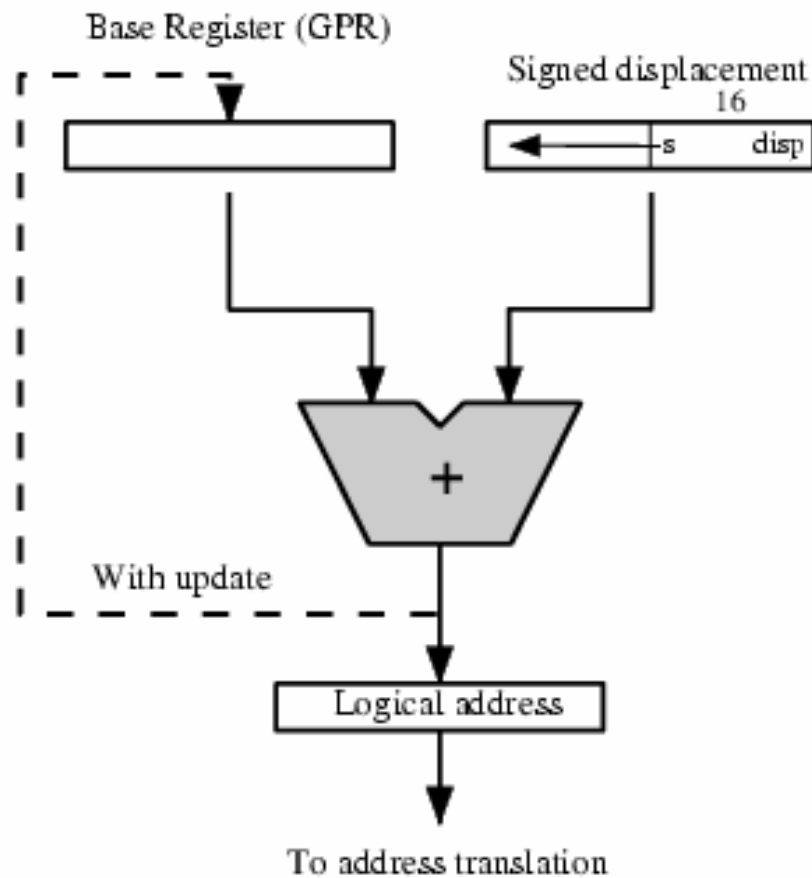 Base Register (GPR)
Signed displacement
16
s disp
+
With update
Logical address
To address translation